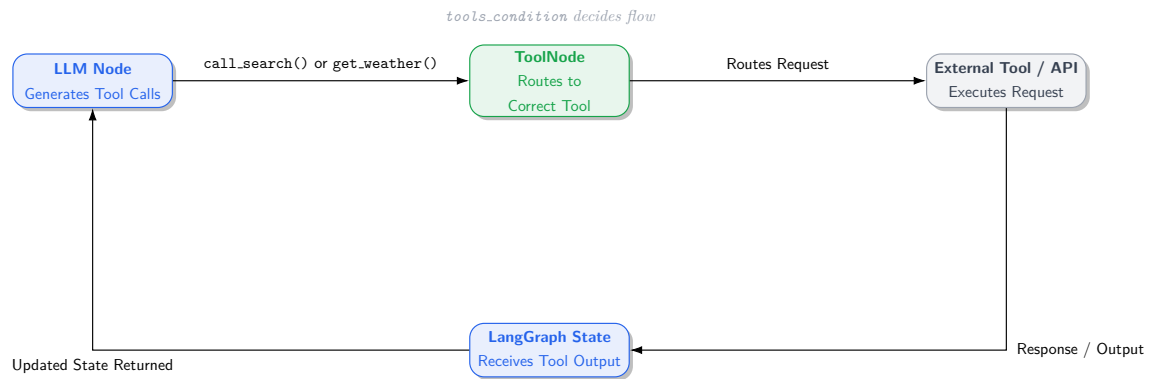 tools_condition decides flow
LLM Node
Generates Tool Calls
call_search() or get_weather()
ToolNode
Routes to
Correct Tool
Routes Request
External Tool / API
Executes Request
LangGraph State
Receives Tool Output
Response / Output
Updated State Returned